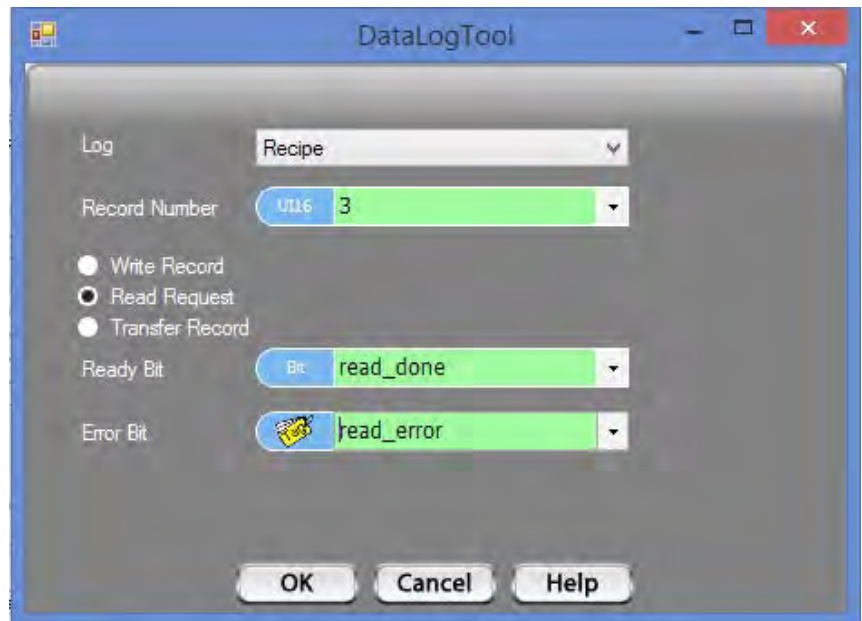 DataLogTool
Log Recipe
Record Number UI16 3
Write Record
Read Request
Transfer Record
Ready Bit Bit read_done
Error Bit read_error
OK Cancel Help